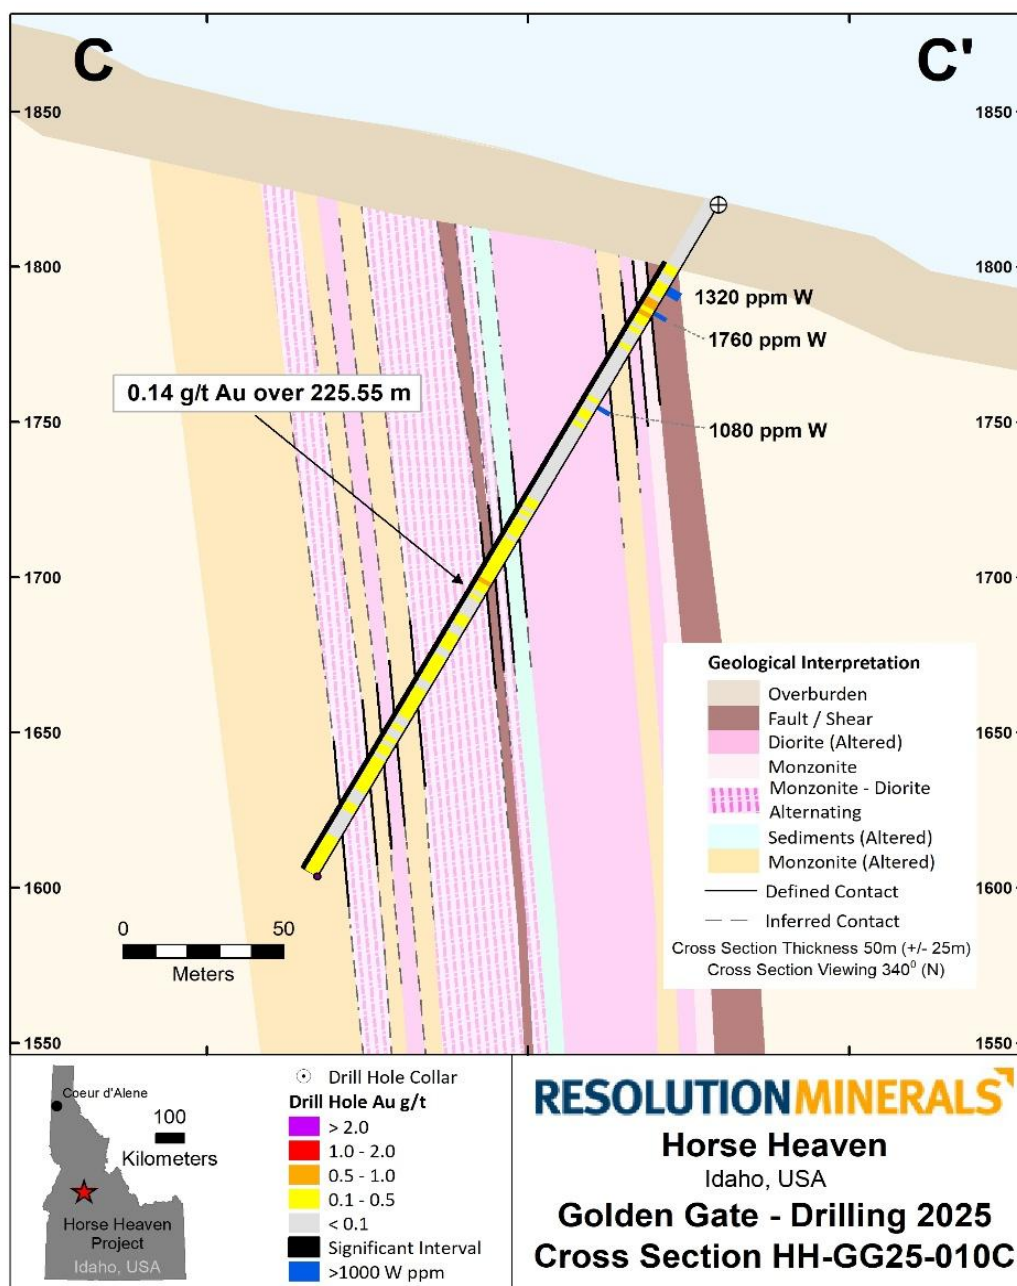 C
C'
1850
1850
1800
1800
1320 ppm W
1760 ppm W
0.14 g/t Au over 225.55 m
1750
1750
1080 ppm W
1700
1700
Geological Interpretation
Overburden
Fault / Shear
Diorite (Altered)
Monzonite
Monzonite - Diorite
Alternating
Sediments (Altered)
Monzonite (Altered)
Defined Contact
Inferred Contact
Cross Section Thickness 50m (+/- 25m)
Cross Section Viewing 340⁰ (N)
1650
1650
1600
1600
0 50
Meters
1550
1550
Coeur d'Alene
100
Kilometers
Horse Heaven
Project
Idaho, USA
Drill Hole Collar
Drill Hole Au g/t
> 2.0
1.0 - 2.0
0.5 - 1.0
0.1 - 0.5
< 0.1
Significant Interval
>1000 W ppm
RESOLUTIONMINERALS
Horse Heaven
Idaho, USA
Golden Gate - Drilling 2025
Cross Section HH-GG25-010C